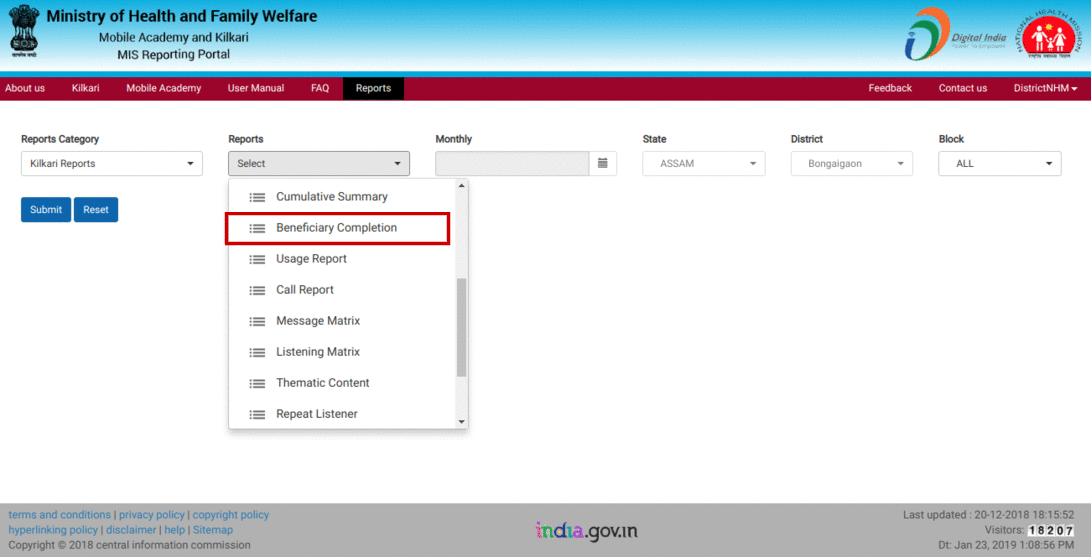 Ministry of Health and Family Welfare
Mobile Academy and Kilkari
MIS Reporting Portal
Digital India
Power To Empower
NATIONAL HEALTH MISSION
About us Kilkari Mobile Academy User Manual FAQ Reports Feedback Contact us DistrictNHM
Reports Category Reports Monthly State District Block
Kilkari Reports Select ASSAM Bongaigaon ALL
Submit Reset
Cumulative Summary
Beneficiary Completion
Usage Report
Call Report
Message Matrix
Listening Matrix
Thematic Content
Repeat Listener
terms and conditions | privacy policy | copyright policy
hyperlinking policy | disclaimer | help | Sitemap
Copyright © 2018 central information commission
india.gov.in
Last updated : 20-12-2018 18:15:52
Visitors: 18207
Dt: Jan 23, 2019 1:08:56 PM